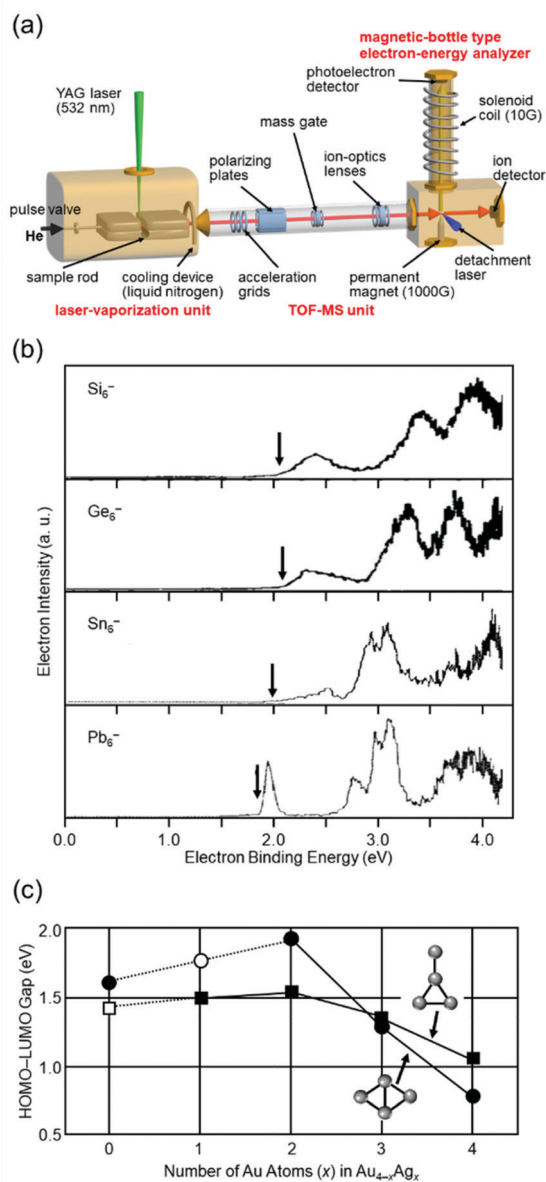 (a)
magnetic-bottle type
electron-energy analyzer
photoelectron
detector
YAG laser
(532 nm)
solenoid
coil (10G)
mass gate
polarizing
plates
ion-optics
lenses
ion
detector
pulse valve
He
sample rod
cooling device
(liquid nitrogen)
acceleration
grids
permanent
magnet (1000G)
detachment
laser
laser-vaporization unit
TOF-MS unit
(b)
Si₆⁻
Ge₆⁻
Sn₆⁻
Pb₆⁻
Electron Intensity (a. u.)
0.0 1.0 2.0 3.0 4.0
Electron Binding Energy (eV)
(c)
HOMO–LUMO Gap (eV)
2.0
1.5
1.0
0.5
0 1 2 3 4
Number of Au Atoms (x) in Au₄₋ₓAgₓ